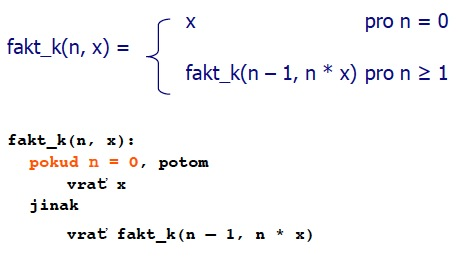 x pro n = 0
fakt_k(n, x) =
fakt_k(n – 1, n * x) pro n ≥ 1
fakt_k(n, x):
pokud n = 0, potom
vrať x
jinak
vrať fakt_k(n – 1, n * x)